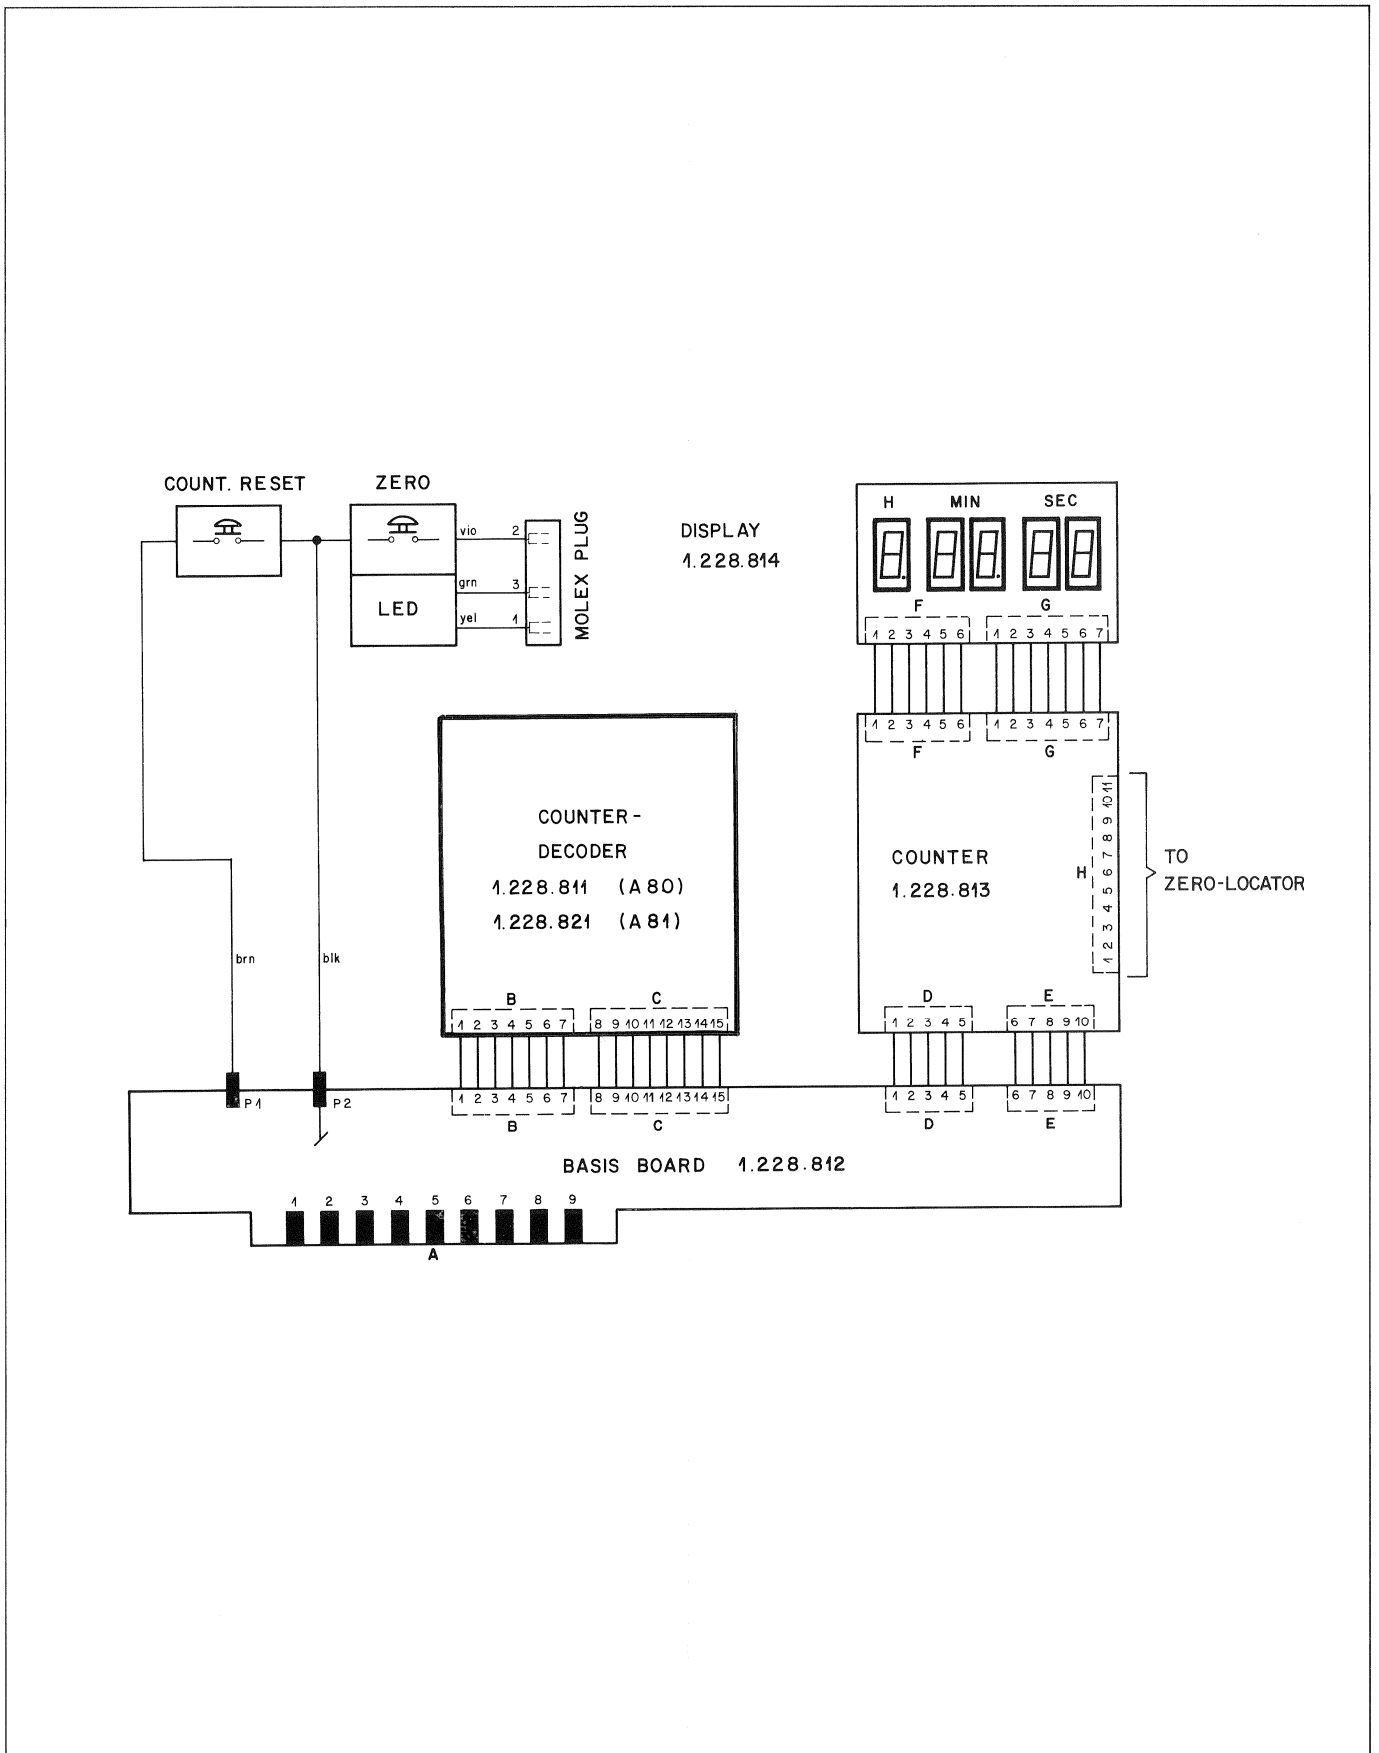 COUNT. RESET
ZERO
vio 2
grn 3
LED
yel 1
MOLEX PLUG
DISPLAY
1.228.814
H MIN SEC
F G
1 2 3 4 5 6 1 2 3 4 5 6 7
1 2 3 4 5 6 1 2 3 4 5 6 7
F G
COUNTER -
DECODER
1.228.811 (A 80)
1.228.821 (A 81)
COUNTER
1.228.813
H
1 2 3 4 5 6 7 8 9 10 11
TO
ZERO-LOCATOR
brn
blk
B C
1 2 3 4 5 6 7 8 9 10 11 12 13 14 15
D E
1 2 3 4 5 6 7 8 9 10
P1
P2
1 2 3 4 5 6 7 8 9 10 11 12 13 14 15
B C
1 2 3 4 5 6 7 8 9 10
D E
BASIS BOARD 1.228.812
1 2 3 4 5 6 7 8 9
A